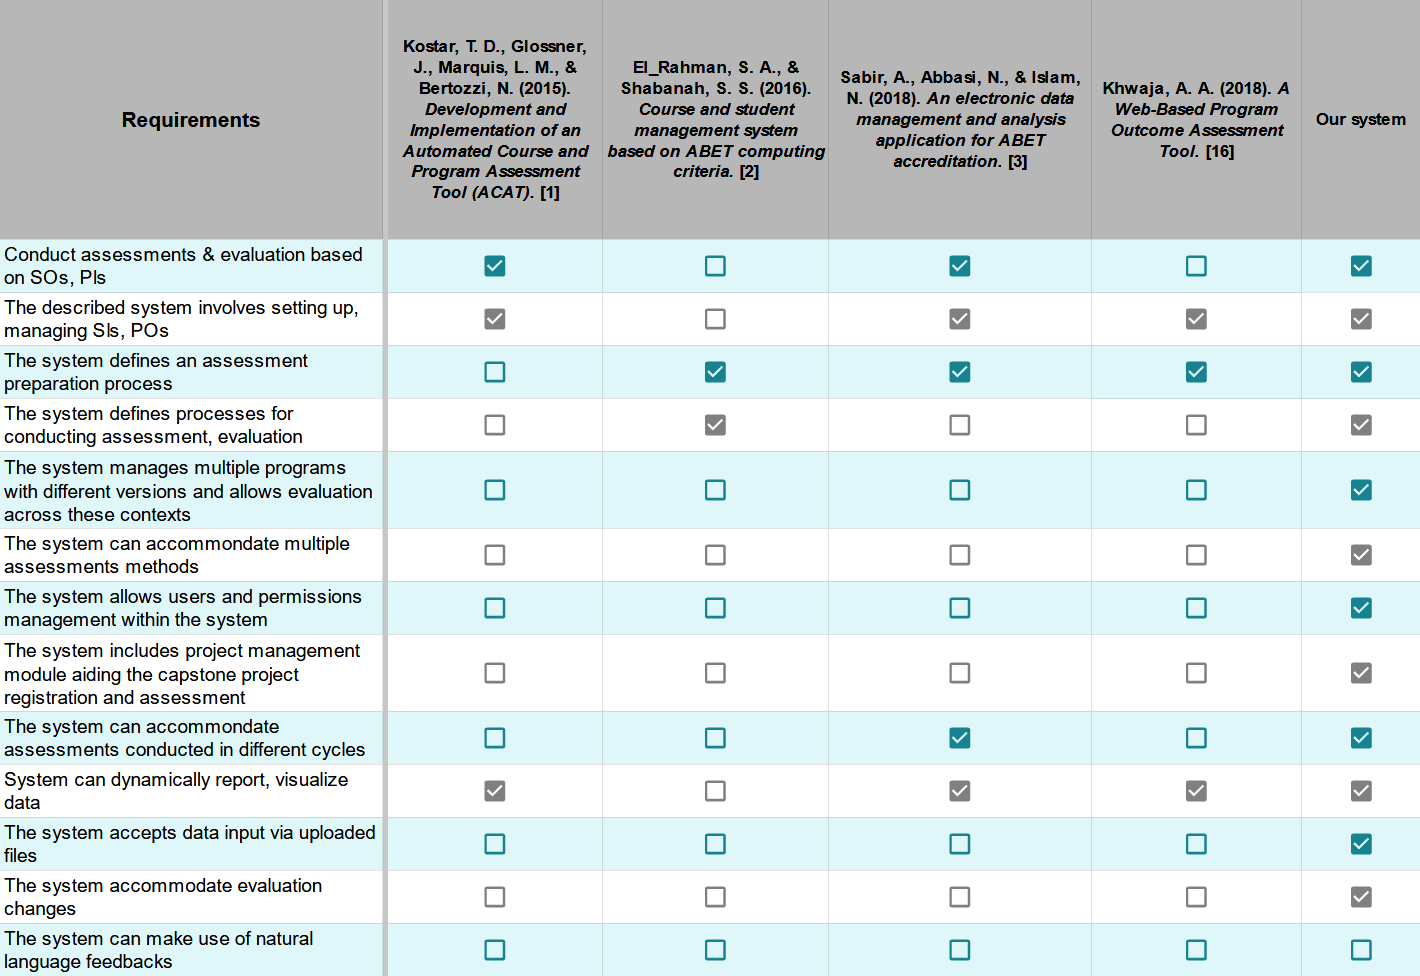 Requirements
Kostar, T. D., Glossner,
J., Marquis, L. M., &
Bertozzi, N. (2015).
Development and
Implementation of an
Automated Course and
Program Assessment
Tool (ACAT). [1]
El_Rahman, S. A., &
Shabanah, S. S. (2016).
Course and student
management system
based on ABET computing
criteria. [2]
Sabir, A., Abbasi, N., & Islam,
N. (2018). An electronic data
management and analysis
application for ABET
accreditation. [3]
Khwaja, A. A. (2018). A
Web-Based Program
Outcome Assessment
Tool. [16]
Our system
Conduct assessments & evaluation based
on SOs, PIs
The described system involves setting up,
managing SIs, POs
The system defines an assessment
preparation process
The system defines processes for
conducting assessment, evaluation
The system manages multiple programs
with different versions and allows evaluation
across these contexts
The system can accommondate multiple
assessments methods
The system allows users and permissions
management within the system
The system includes project management
module aiding the capstone project
registration and assessment
The system can accommondate
assessments conducted in different cycles
System can dynamically report, visualize
data
The system accepts data input via uploaded
files
The system accommodate evaluation
changes
The system can make use of natural
language feedbacks